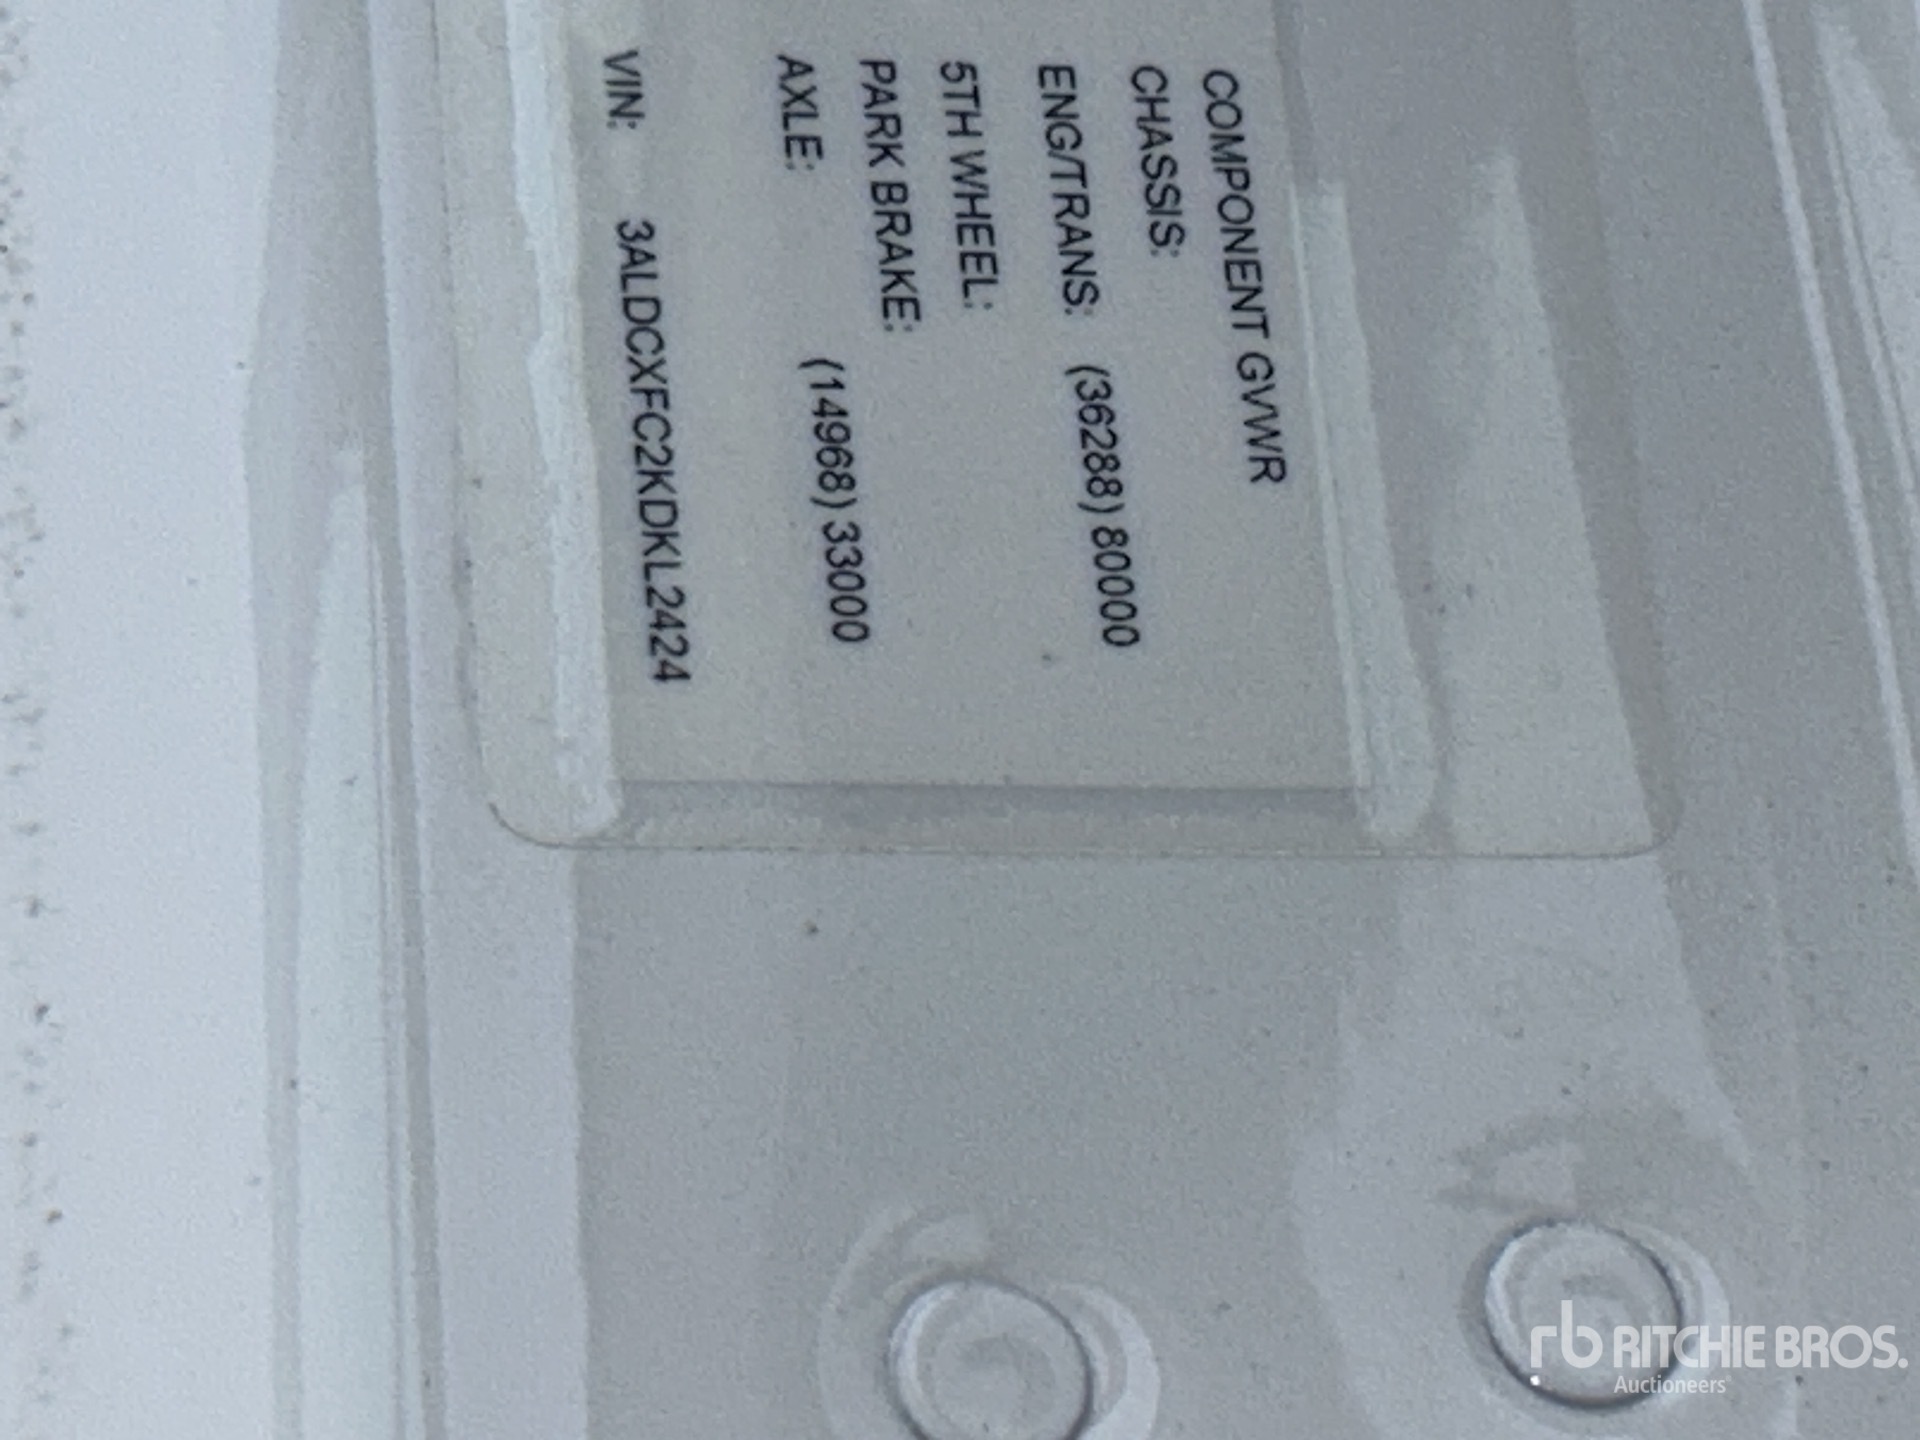 COMPONENT GVWR
CHASSIS:
ENG/TRANS: (36288) 80000
5TH WHEEL:
PARK BRAKE:
AXLE: (14968) 33000
VIN: 3ALDCXFC2KDKL2424
rb RITCHIE BROS.
Auctioneers